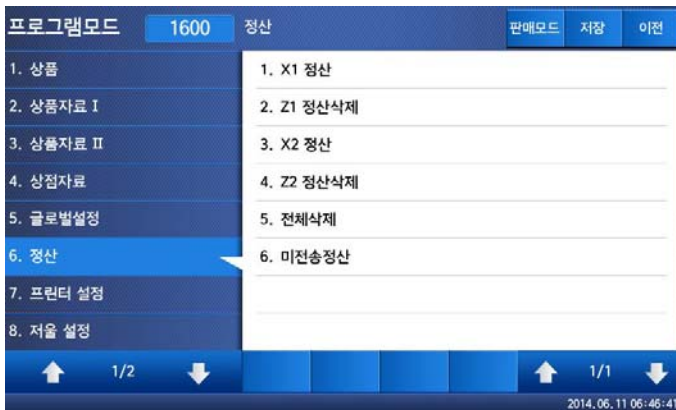 프로그램모드 1600 정산 판매모드 저장 이전
1. 상품
2. 상품자료 I
3. 상품자료 II
4. 상점자료
5. 글로벌설정
6. 정산
7. 프린터 설정
8. 저울 설정
1/2
1. X1 정산
2. Z1 정산삭제
3. X2 정산
4. Z2 정산삭제
5. 전체삭제
6. 미전송정산
1/1
2014.06.11 06:46:41